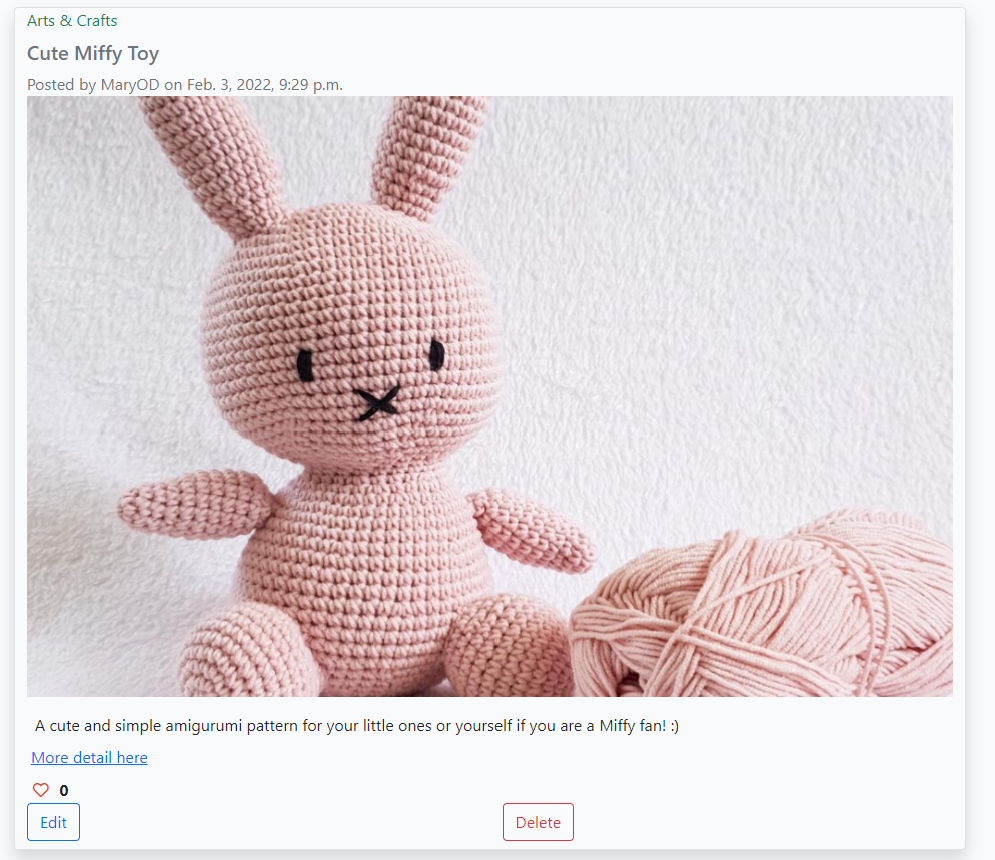 Arts & Crafts
Cute Miffy Toy
Posted by MaryOD on Feb. 3, 2022, 9:29 p.m.
A cute and simple amigurumi pattern for your little ones or yourself if you are a Miffy fan! :)
More detail here
0
Edit
Delete